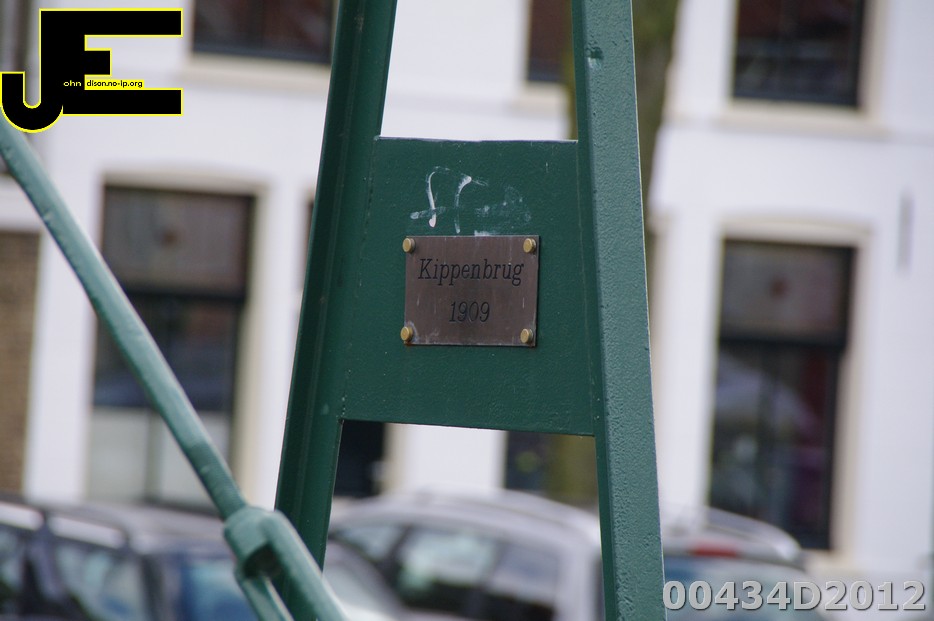 JE
ohn dison.no-ip.org
Kippenbrug
1909
00434D2012